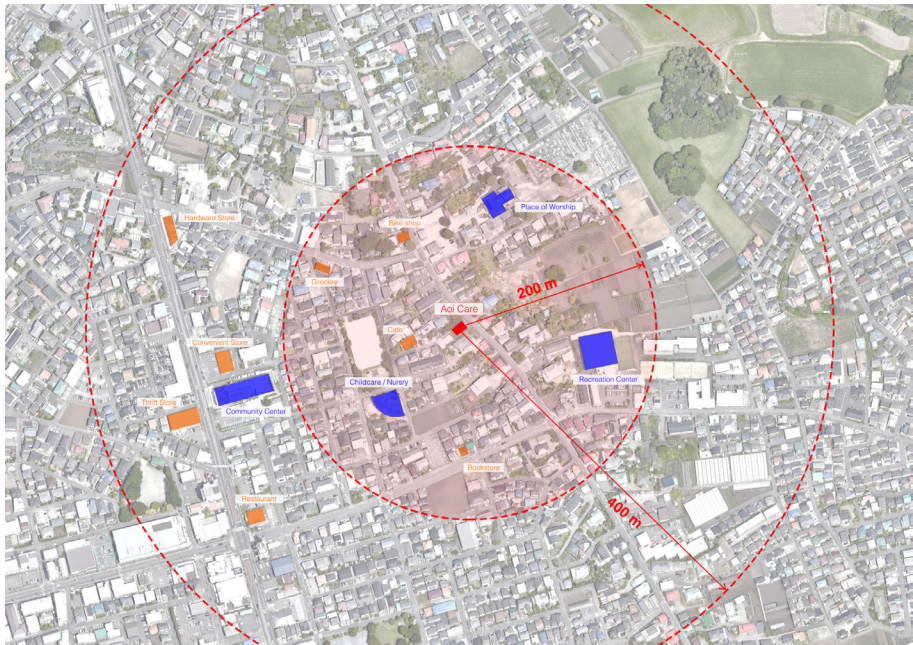 Place of Worship
Hardware Store
Bike shop
Grocery
200 m
Aoi Care
Cafe
Convenient Store
Recreation Center
Childcare / Nursry
Thrift Store
Community Center
Bookstore
Restaurant
400 m